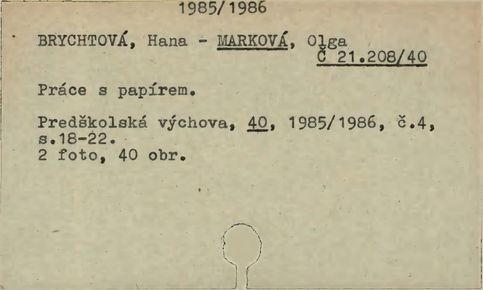 1985/1986
BRYCHTOVÁ, Hana - MARKOVÁ, Olga
Č 21.208/40
Práce s papírem.
Predškolská výchova, 40, 1985/1986, č.4,
s.18-22.
2 foto, 40 obr.